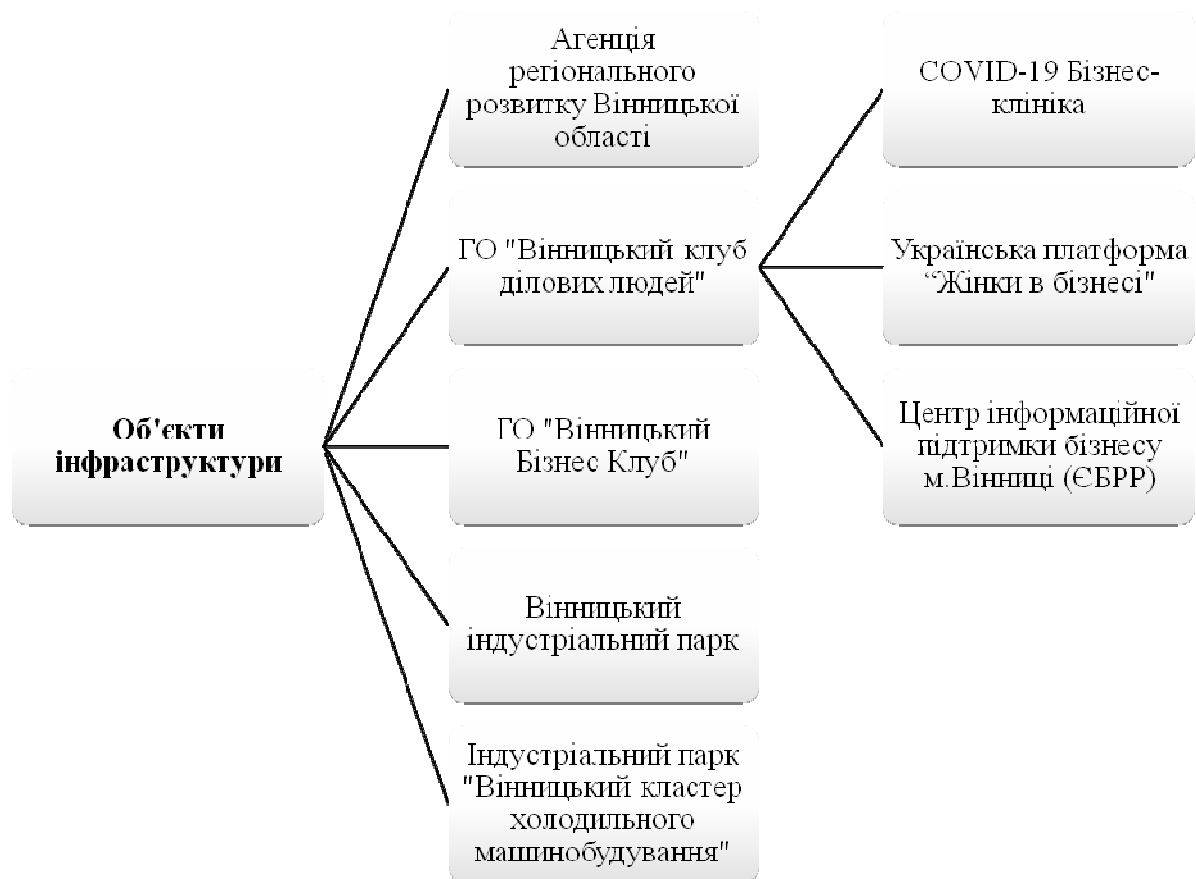 Агенція
регіонального
розвитку Вінницької
області
COVID-19 Бізнес-
клініка
ГО "Вінницький клуб
ділових людей"
Українська платформа
“Жінки в бізнесі"
Об'єкти
інфраструктури
ГО "Вінницький
Бізнес Клуб"
Центр інформаційної
підтримки бізнесу
м.Вінниці (ЄБРР)
Вінницький
індустріальний парк
Індустріальний парк
"Вінницький кластер
холодильного
машинобудування"